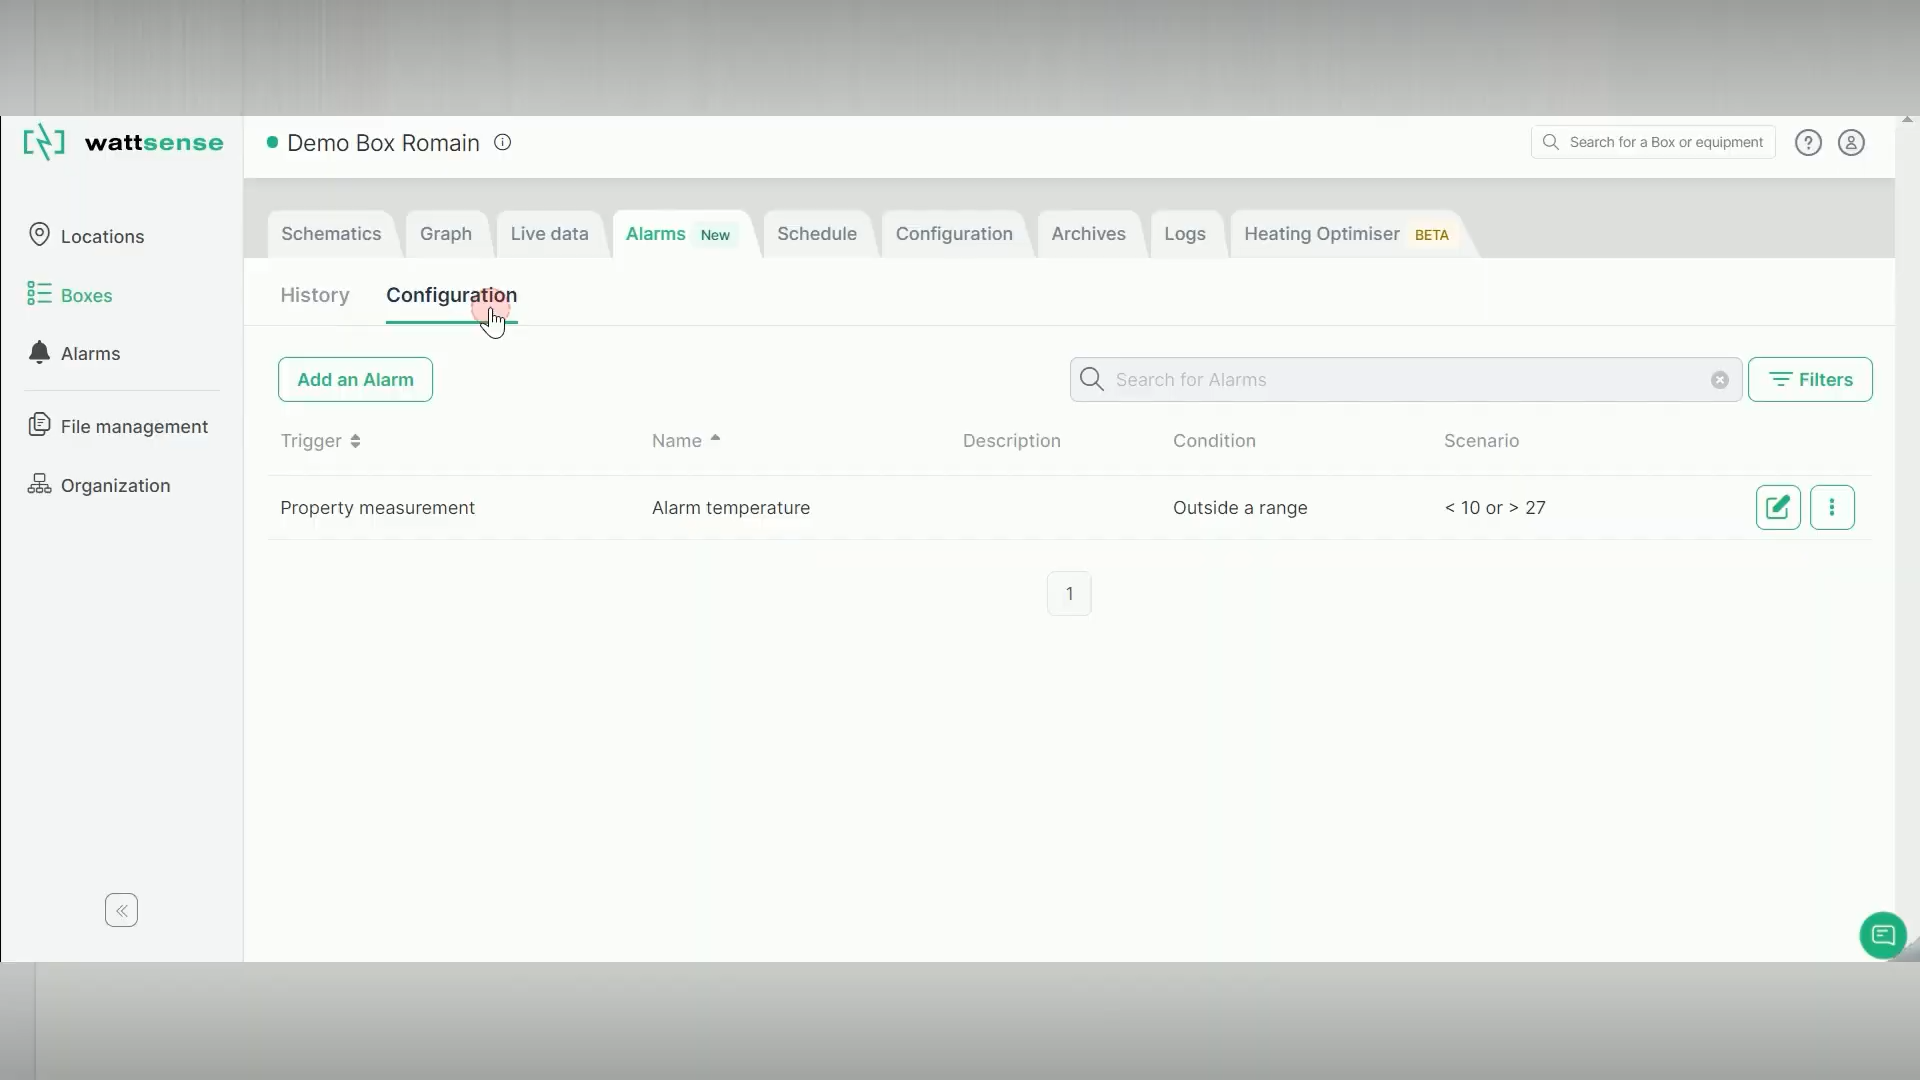 wattsense
Demo Box Romain
Search for a Box or equipment
Locations
Boxes
Alarms
File management
Organization
Schematics
Graph
Live data
Alarms New
Schedule
Configuration
Archives
Logs
Heating Optimiser BETA
History
Configuration
Add an Alarm
Search for Alarms
Filters
Trigger Name Description Condition Scenario
Property measurement Alarm temperature Outside a range < 10 or > 27
1